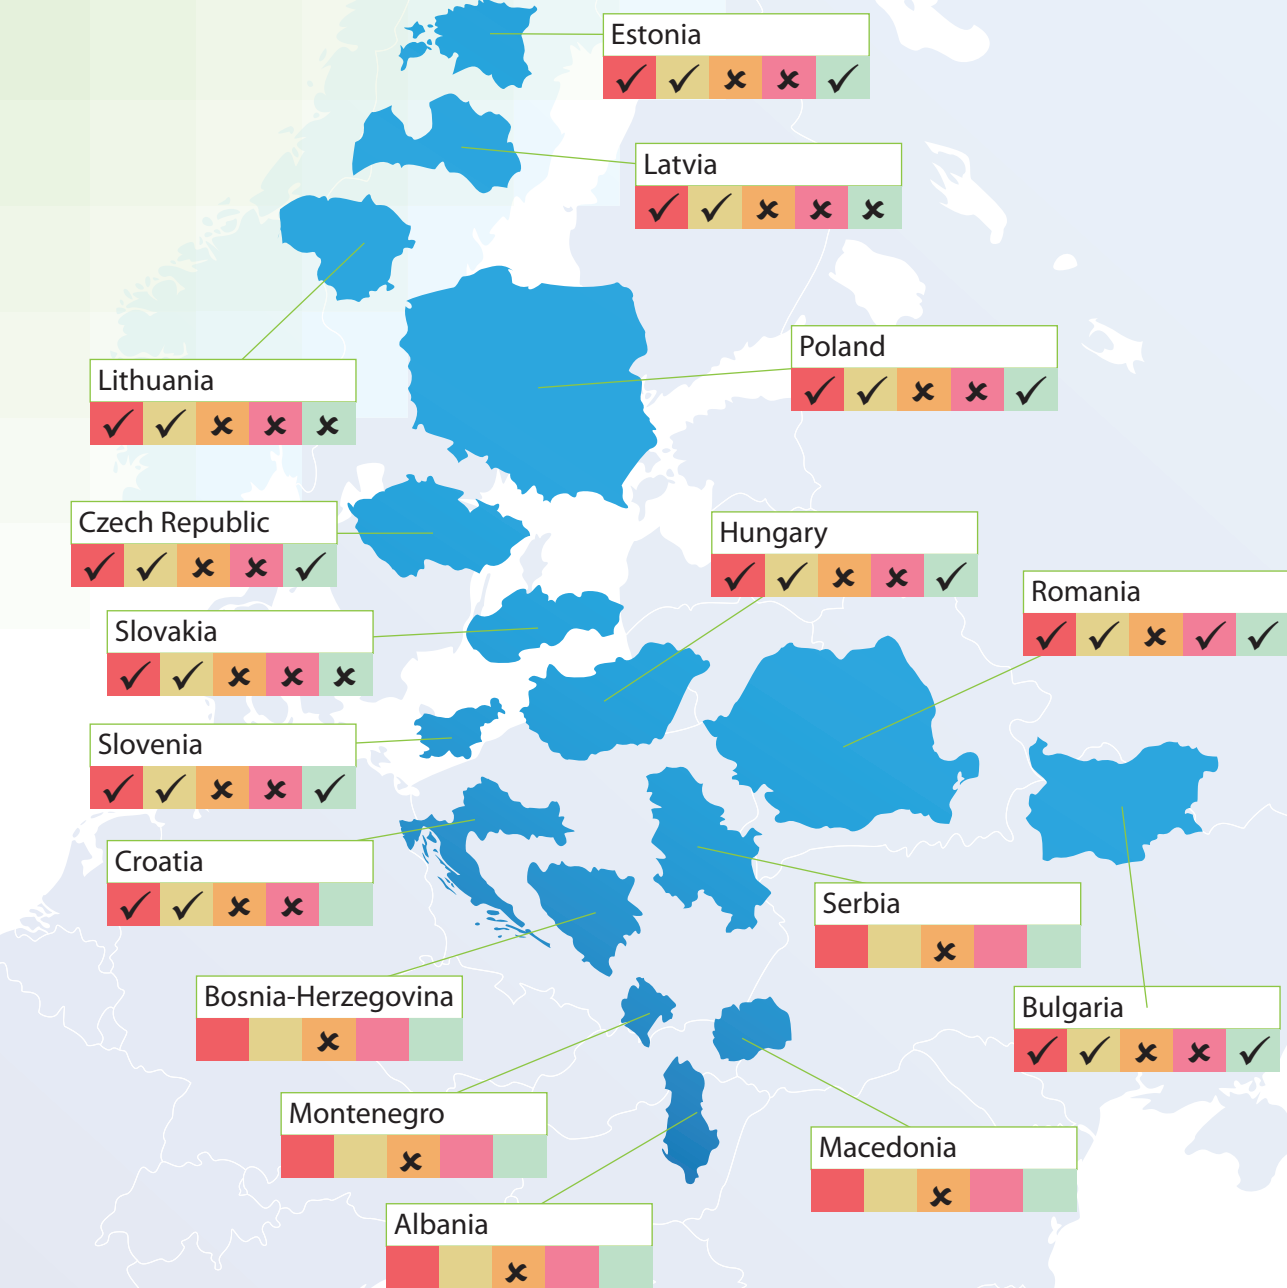 Estonia
✓ ✓ ✗ ✗ ✓
Latvia
✓ ✓ ✗ ✗ ✗
Poland
✓ ✓ ✗ ✗ ✓
Lithuania
✓ ✓ ✗ ✗ ✗
Czech Republic
✓ ✓ ✗ ✗ ✓
Hungary
✓ ✓ ✗ ✗ ✓
Romania
✓ ✓ ✗ ✓ ✓
Slovakia
✓ ✓ ✗ ✗ ✗
Slovenia
✓ ✓ ✗ ✗ ✓
Croatia
✓ ✓ ✗ ✗
Serbia
✗
Bosnia-Herzegovina
✗
Bulgaria
✓ ✓ ✗ ✗ ✓
Montenegro
✗
Macedonia
✗
Albania
✗